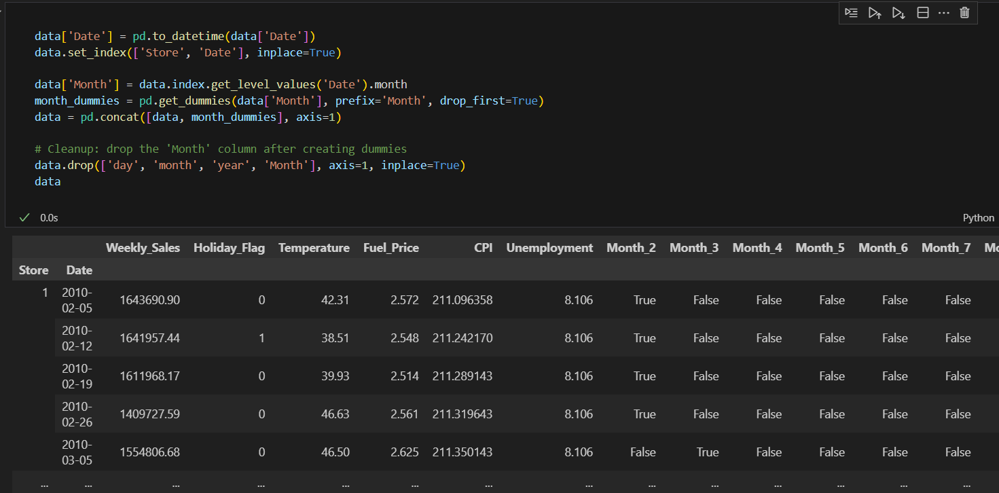 data['Date'] = pd.to_datetime(data['Date'])
data.set_index(['Store', 'Date'], inplace=True)
data['Month'] = data.index.get_level_values('Date').month
month_dummies = pd.get_dummies(data['Month'], prefix='Month', drop_first=True)
data = pd.concat([data, month_dummies], axis=1)
# Cleanup: drop the 'Month' column after creating dummies
data.drop(['day', 'month', 'year', 'Month'], axis=1, inplace=True)
data
0.0s Python
Weekly_Sales Holiday_Flag Temperature Fuel_Price CPI Unemployment Month_2 Month_3 Month_4 Month_5 Month_6 Month_7 Mo
Store Date
1 2010-
02-05 1643690.90 0 42.31 2.572 211.096358 8.106 True False False False False False
2010-
02-12 1641957.44 1 38.51 2.548 211.242170 8.106 True False False False False False
2010-
02-19 1611968.17 0 39.93 2.514 211.289143 8.106 True False False False False False
2010-
02-26 1409727.59 0 46.63 2.561 211.319643 8.106 True False False False False False
2010-
03-05 1554806.68 0 46.50 2.625 211.350143 8.106 False True False False False False
... ... ... ... ... ... ... ... ... ... ... ... ... ...